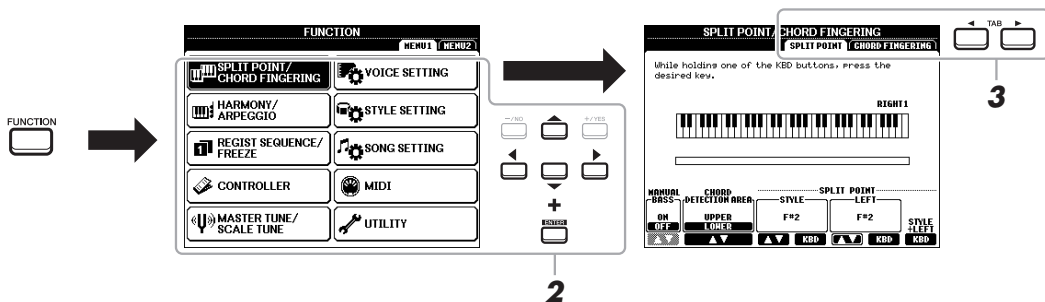 FUNCTION
FUNCTION
MENU1 MENU2
SPLIT POINT/
CHORD FINGERING
VOICE SETTING
HARMONY/
ARPEGGIO
STYLE SETTING
1
REGIST SEQUENCE/
FREEZE
SONG SETTING
CONTROLLER
MIDI
MASTER TUNE/
SCALE TUNE
UTILITY
-/NO
+/YES
+
ENTER
2
SPLIT POINT/CHORD FINGERING
SPLIT POINT CHORD FINGERING
While holding one of the KBD buttons, press the
desired key.
RIGHT1
MANUAL
BASS
ON
OFF
CHORD
DETECTION AREA
UPPER
LOWER
SPLIT POINT
STYLE
F#2
KBD
LEFT
F#2
KBD
STYLE
+LEFT
KBD
TAB
3